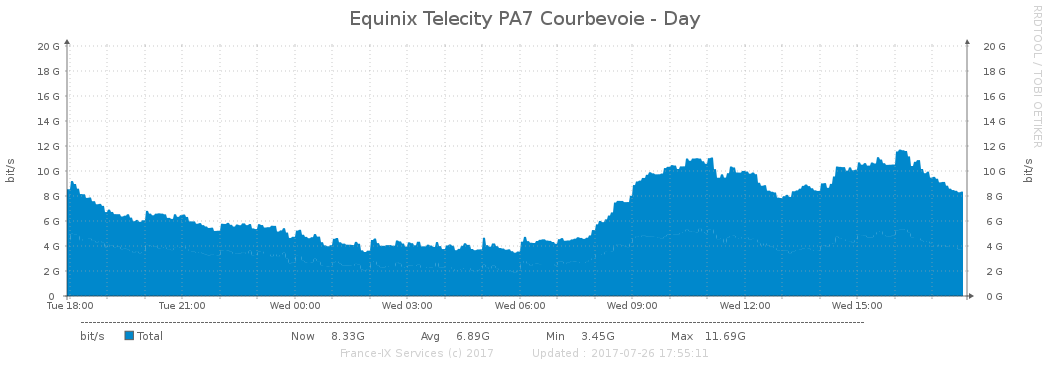 Equinix Telecity PA7 Courbevoie - Day
RRDTOOL / TOBI OETIKER
20 G 20 G
18 G 18 G
16 G 16 G
14 G 14 G
12 G 12 G
10 G 10 G
8 G 8 G
6 G 6 G
4 G 4 G
2 G 2 G
0 0 G
bit/s bit/s
Tue 18:00 Tue 21:00 Wed 00:00 Wed 03:00 Wed 06:00 Wed 09:00 Wed 12:00 Wed 15:00
bit/s Total Now 8.33G Avg 6.89G Min 3.45G Max 11.69G
France-IX Services (c) 2017 Updated : 2017-07-26 17:55:11